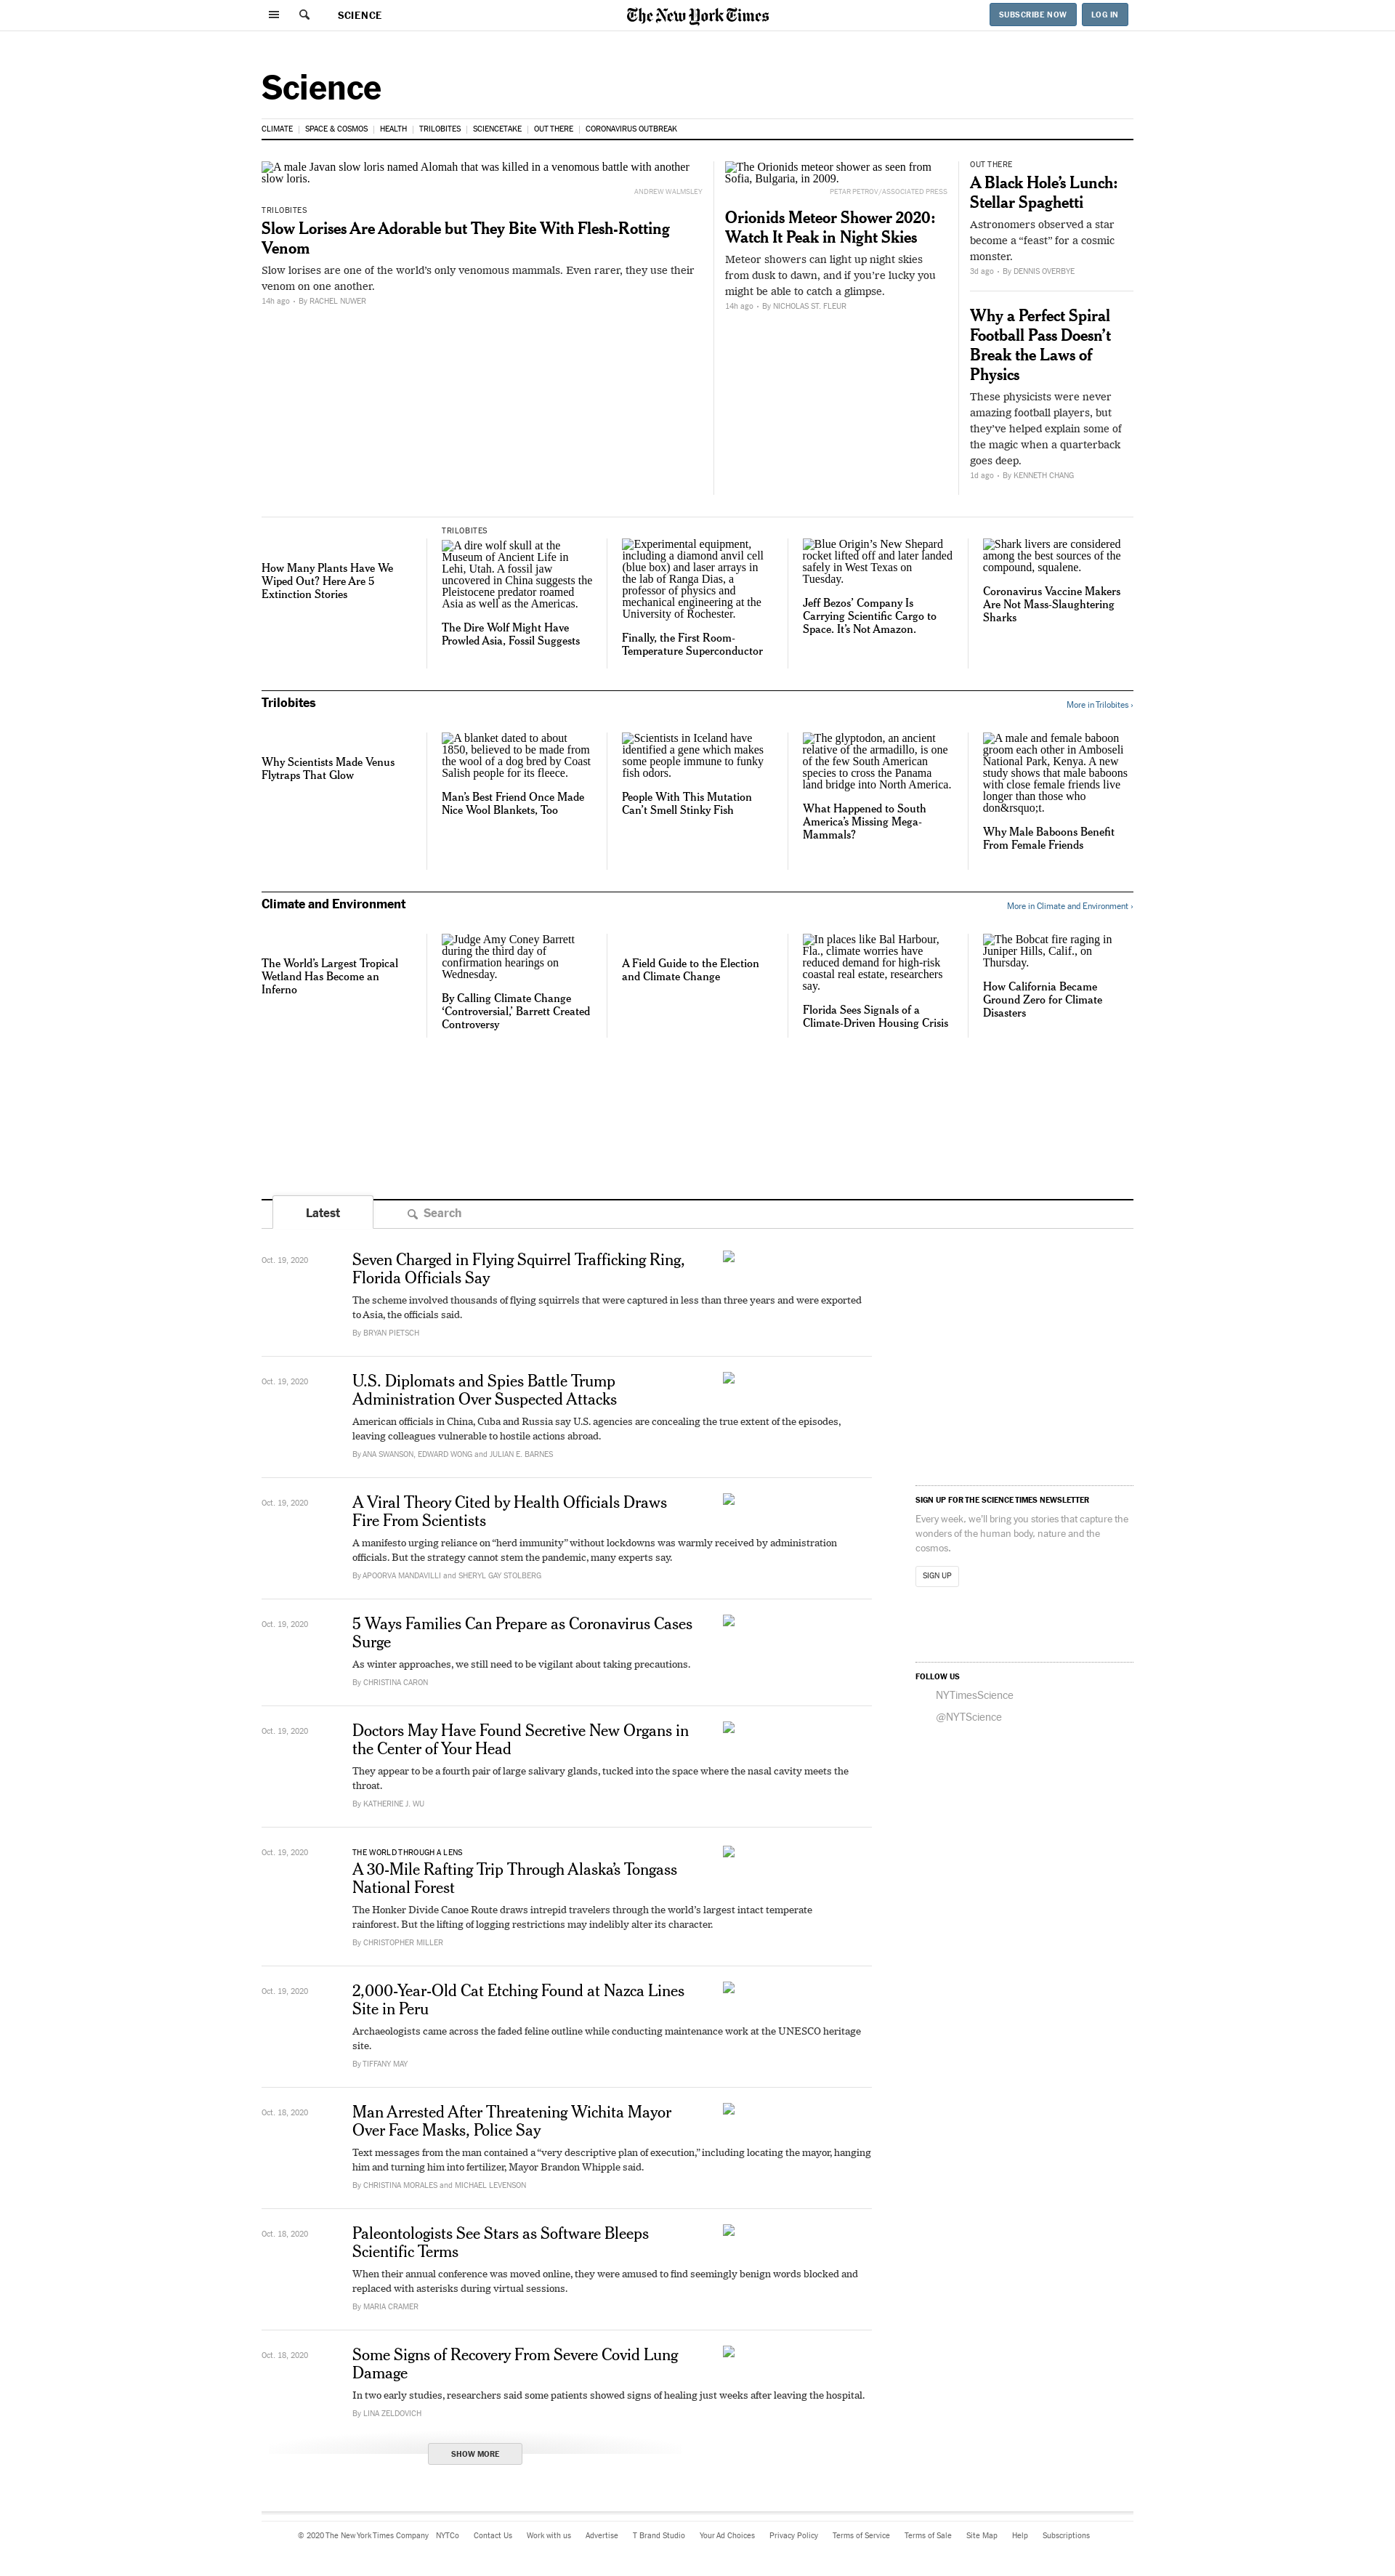 SCIENCE
The New York Times
SUBSCRIBE NOW
LOG IN
Science
CLIMATE
SPACE & COSMOS
HEALTH
TRILOBITES
SCIENCETAKE
OUT THERE
CORONAVIRUS OUTBREAK
A male Javan slow loris named Alomah that was killed in a venomous battle with another
slow loris.
ANDREW WALMSLEY
TRILOBITES
Slow Lorises Are Adorable but They Bite With Flesh-Rotting
Venom
Slow lorises are one of the world’s only venomous mammals. Even rarer, they use their
venom on one another.
14h ago • By RACHEL NUWER
The Orionids meteor shower as seen from
Sofia, Bulgaria, in 2009.
PETAR PETROV/ASSOCIATED PRESS
Orionids Meteor Shower 2020:
Watch It Peak in Night Skies
Meteor showers can light up night skies
from dusk to dawn, and if you’re lucky you
might be able to catch a glimpse.
14h ago • By NICHOLAS ST. FLEUR
OUT THERE
A Black Hole’s Lunch:
Stellar Spaghetti
Astronomers observed a star
become a “feast” for a cosmic
monster.
3d ago • By DENNIS OVERBYE
Why a Perfect Spiral
Football Pass Doesn’t
Break the Laws of
Physics
These physicists were never
amazing football players, but
they’ve helped explain some of
the magic when a quarterback
goes deep.
1d ago • By KENNETH CHANG
How Many Plants Have We
Wiped Out? Here Are 5
Extinction Stories
TRILOBITES
A dire wolf skull at the
Museum of Ancient Life in
Lehi, Utah. A fossil jaw
uncovered in China suggests the
Pleistocene predator roamed
Asia as well as the Americas.
The Dire Wolf Might Have
Prowled Asia, Fossil Suggests
Experimental equipment,
including a diamond anvil cell
(blue box) and laser arrays in
the lab of Ranga Dias, a
professor of physics and
mechanical engineering at the
University of Rochester.
Finally, the First Room-
Temperature Superconductor
Blue Origin’s New Shepard
rocket lifted off and later landed
safely in West Texas on
Tuesday.
Jeff Bezos’ Company Is
Carrying Scientific Cargo to
Space. It’s Not Amazon.
Shark livers are considered
among the best sources of the
compound, squalene.
Coronavirus Vaccine Makers
Are Not Mass-Slaughtering
Sharks
Trilobites
More in Trilobites ›
Why Scientists Made Venus
Flytraps That Glow
A blanket dated to about
1850, believed to be made from
the wool of a dog bred by Coast
Salish people for its fleece.
Man’s Best Friend Once Made
Nice Wool Blankets, Too
Scientists in Iceland have
identified a gene which makes
some people immune to funky
fish odors.
People With This Mutation
Can’t Smell Stinky Fish
The glyptodon, an ancient
relative of the armadillo, is one
of the few South American
species to cross the Panama
land bridge into North America.
What Happened to South
America’s Missing Mega-
Mammals?
A male and female baboon
groom each other in Amboseli
National Park, Kenya. A new
study shows that male baboons
with close female friends live
longer than those who
don&rsquo;t.
Why Male Baboons Benefit
From Female Friends
Climate and Environment
More in Climate and Environment ›
The World’s Largest Tropical
Wetland Has Become an
Inferno
Judge Amy Coney Barrett
during the third day of
confirmation hearings on
Wednesday.
By Calling Climate Change
‘Controversial,’ Barrett Created
Controversy
A Field Guide to the Election
and Climate Change
In places like Bal Harbour,
Fla., climate worries have
reduced demand for high-risk
coastal real estate, researchers
say.
Florida Sees Signals of a
Climate-Driven Housing Crisis
The Bobcat fire raging in
Juniper Hills, Calif., on
Thursday.
How California Became
Ground Zero for Climate
Disasters
Latest
Search
Oct. 19, 2020
Seven Charged in Flying Squirrel Trafficking Ring,
Florida Officials Say
The scheme involved thousands of flying squirrels that were captured in less than three years and were exported
to Asia, the officials said.
By BRYAN PIETSCH
Oct. 19, 2020
U.S. Diplomats and Spies Battle Trump
Administration Over Suspected Attacks
American officials in China, Cuba and Russia say U.S. agencies are concealing the true extent of the episodes,
leaving colleagues vulnerable to hostile actions abroad.
By ANA SWANSON, EDWARD WONG and JULIAN E. BARNES
Oct. 19, 2020
A Viral Theory Cited by Health Officials Draws
Fire From Scientists
A manifesto urging reliance on “herd immunity” without lockdowns was warmly received by administration
officials. But the strategy cannot stem the pandemic, many experts say.
By APOORVA MANDAVILLI and SHERYL GAY STOLBERG
Oct. 19, 2020
5 Ways Families Can Prepare as Coronavirus Cases
Surge
As winter approaches, we still need to be vigilant about taking precautions.
By CHRISTINA CARON
Oct. 19, 2020
Doctors May Have Found Secretive New Organs in
the Center of Your Head
They appear to be a fourth pair of large salivary glands, tucked into the space where the nasal cavity meets the
throat.
By KATHERINE J. WU
Oct. 19, 2020
THE WORLD THROUGH A LENS
A 30-Mile Rafting Trip Through Alaska’s Tongass
National Forest
The Honker Divide Canoe Route draws intrepid travelers through the world’s largest intact temperate
rainforest. But the lifting of logging restrictions may indelibly alter its character.
By CHRISTOPHER MILLER
Oct. 19, 2020
2,000-Year-Old Cat Etching Found at Nazca Lines
Site in Peru
Archaeologists came across the faded feline outline while conducting maintenance work at the UNESCO heritage
site.
By TIFFANY MAY
Oct. 18, 2020
Man Arrested After Threatening Wichita Mayor
Over Face Masks, Police Say
Text messages from the man contained a “very descriptive plan of execution,” including locating the mayor, hanging
him and turning him into fertilizer, Mayor Brandon Whipple said.
By CHRISTINA MORALES and MICHAEL LEVENSON
Oct. 18, 2020
Paleontologists See Stars as Software Bleeps
Scientific Terms
When their annual conference was moved online, they were amused to find seemingly benign words blocked and
replaced with asterisks during virtual sessions.
By MARIA CRAMER
Oct. 18, 2020
Some Signs of Recovery From Severe Covid Lung
Damage
In two early studies, researchers said some patients showed signs of healing just weeks after leaving the hospital.
By LINA ZELDOVICH
SHOW MORE
SIGN UP FOR THE SCIENCE TIMES NEWSLETTER
Every week, we’ll bring you stories that capture the
wonders of the human body, nature and the
cosmos.
SIGN UP
FOLLOW US
NYTimesScience
@NYTScience
© 2020 The New York Times Company
NYTCo
Contact Us
Work with us
Advertise
T Brand Studio
Your Ad Choices
Privacy Policy
Terms of Service
Terms of Sale
Site Map
Help
Subscriptions